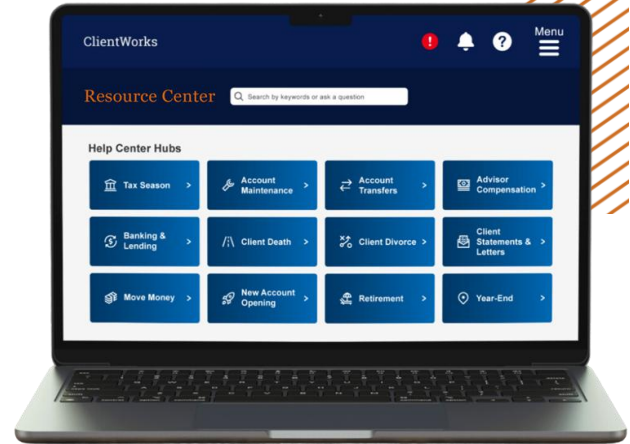 ClientWorks
Menu
Resource Center
Search by keywords or ask a question
Help Center Hubs
Tax Season
Account
Maintenance
Account
Transfers
Advisor
Compensation
Banking &
Lending
Client Death
Client Divorce
Client
Statements &
Letters
Move Money
New Account
Opening
Retirement
Year-End